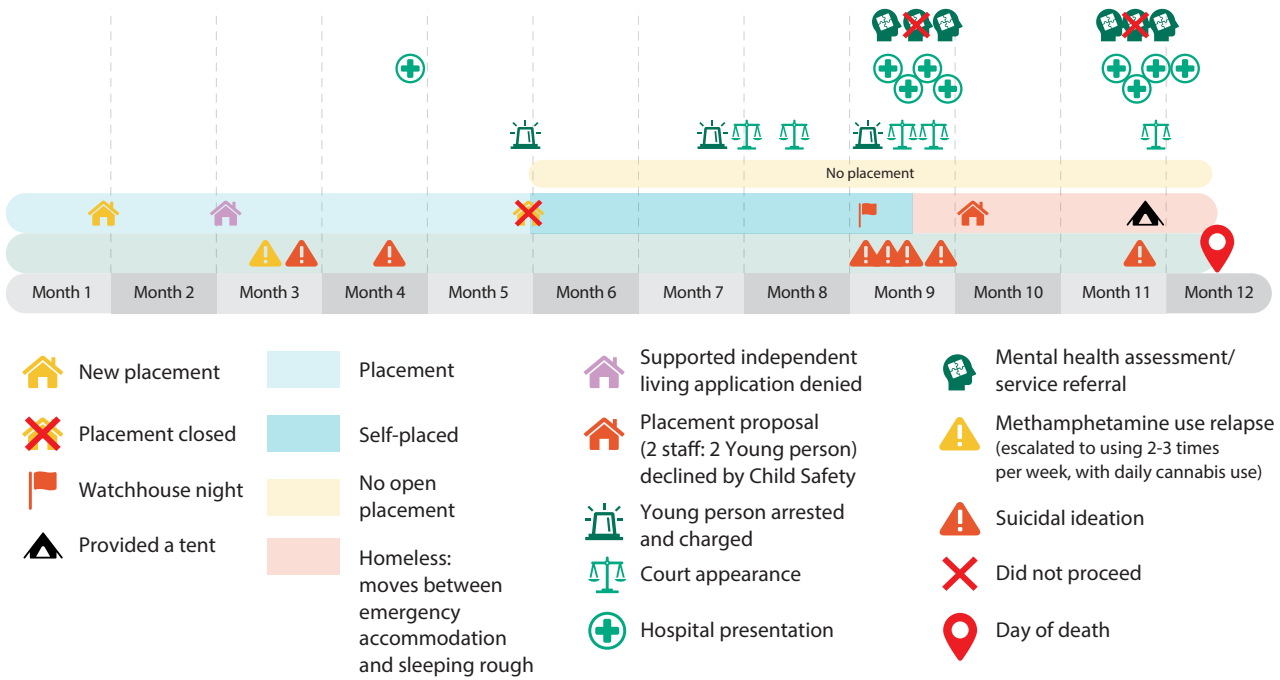 No placement
Month 1
Month 2
Month 3
Month 4
Month 5
Month 6
Month 7
Month 8
Month 9
Month 10
Month 11
Month 12
New placement
Placement closed
Watchhouse night
Provided a tent
Placement
Self-placed
No open
placement
Homeless:
moves between
emergency
accommodation
and sleeping rough
Supported independent
living application denied
Placement proposal
(2 staff: 2 Young person)
declined by Child Safety
Young person arrested
and charged
Court appearance
Hospital presentation
Mental health assessment/
service referral
Methamphetamine use relapse
(escalated to using 2-3 times
per week, with daily cannabis use)
Suicidal ideation
Did not proceed
Day of death